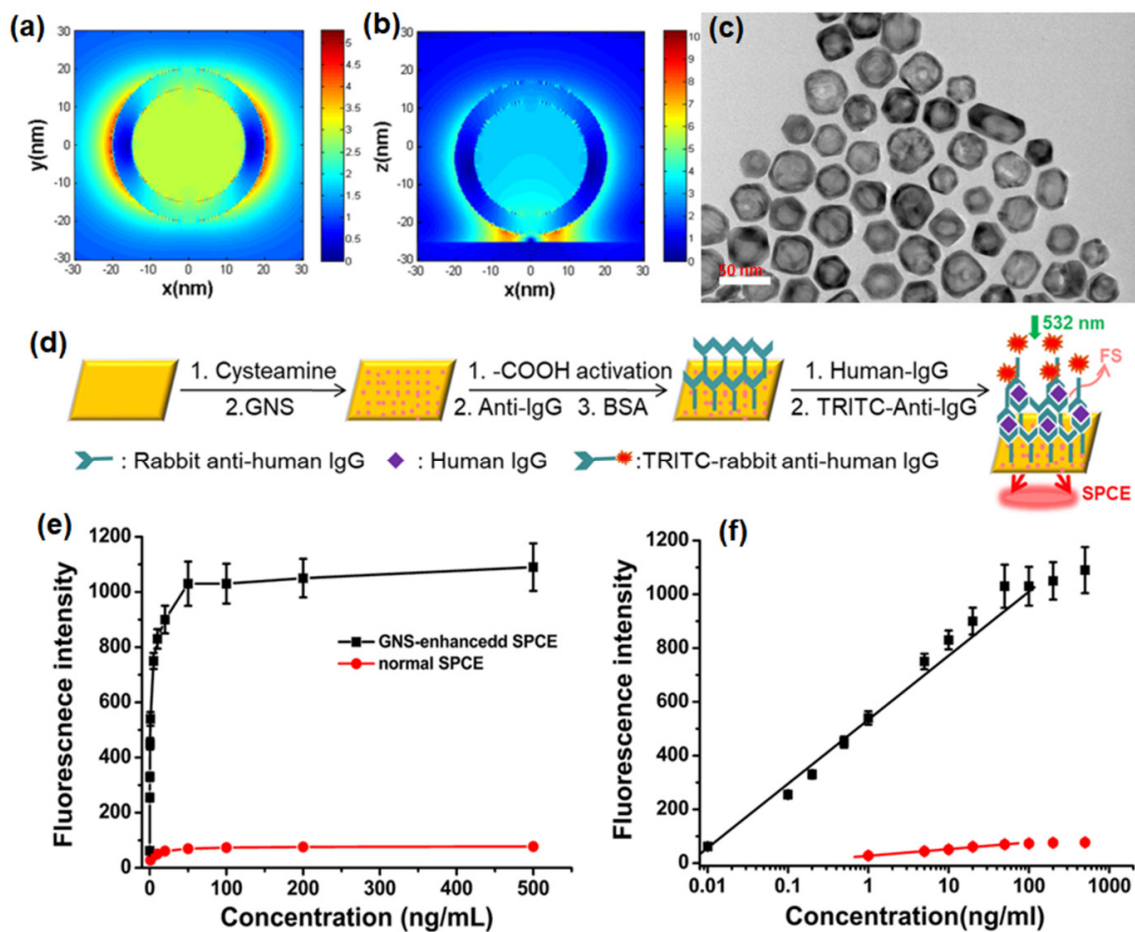 (a)
y(nm)
30
20
10
0
-10
-20
-30
-30 -20 -10 0 10 20 30
x(nm)
5
4.5
4
3.5
3
2.5
2
1.5
1
0.5
0
(b)
z(nm)
30
20
10
0
-10
-20
-30
-30 -20 -10 0 10 20 30
x(nm)
10
9
8
7
6
5
4
3
2
1
0
(c)
50 nm
(d)
1. Cysteamine
2.GNS
1. -COOH activation
2. Anti-IgG 3. BSA
1. Human-IgG
2. TRITC-Anti-IgG
532 nm
FS
SPCE
: Rabbit anti-human IgG
: Human IgG
:TRITC-rabbit anti-human IgG
(e)
Fluorescnece intensity
1200
1000
800
600
400
200
0
GNS-enhancedd SPCE
normal SPCE
0 100 200 300 400 500
Concentration (ng/mL)
(f)
Fluorescence intensity
1200
1000
800
600
400
200
0
0.01 0.1 1 10 100 1000
Concentration(ng/ml)